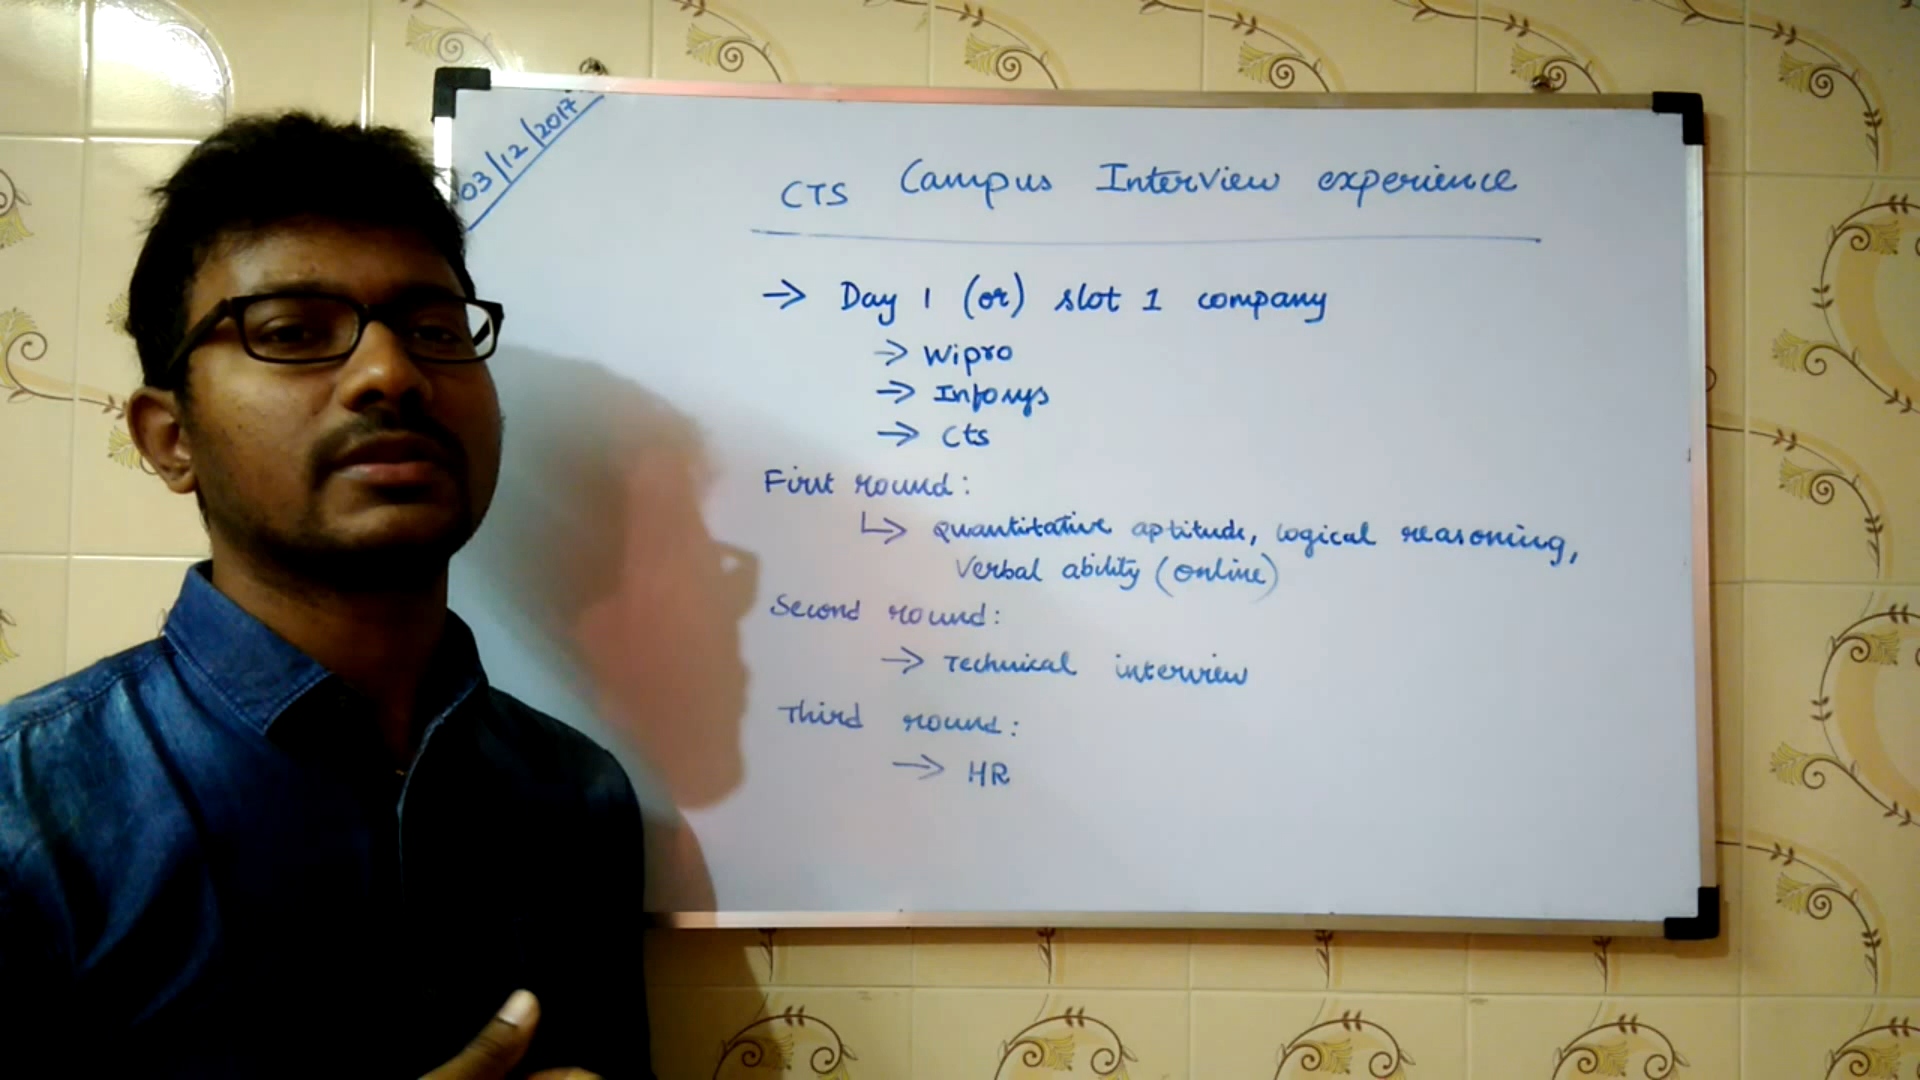 03/12/2017
CTS Campus Interview experience
→ Day 1 (or) slot 1 company
→ Wipro
→ Infosys
→ Cts
First round:
↳ quantitative aptitude, logical reasoning,
Verbal ability (online)
Second round:
→ Technical interview
Third round:
→ HR